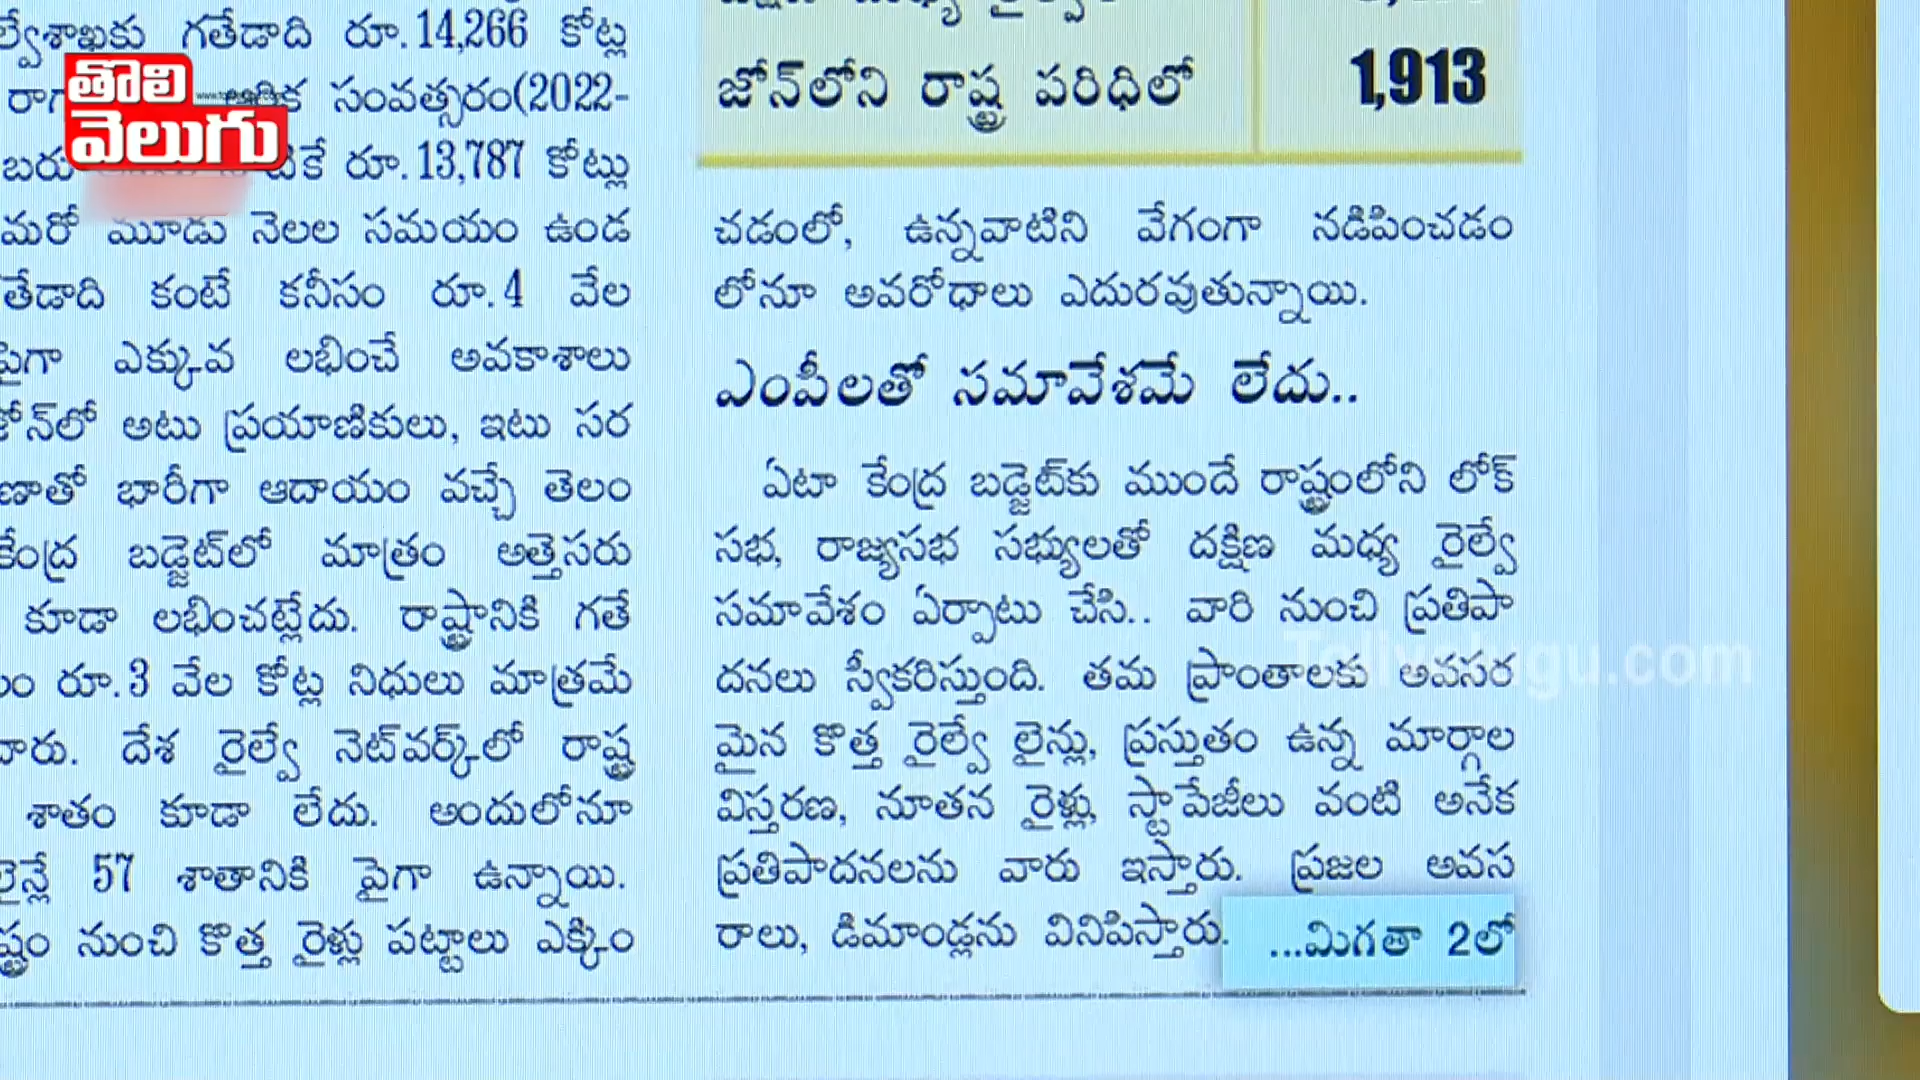 ల్వేశాఖకు గతేడాది రూ. 14,266 కోట్ల
సంవత్సరం(2022-
రూ. 13,787 కోట్లు
మరో మూడు నెలల సమయం ఉండ
తేడాది కంటే కనీసం రూ. 4 వేల
పైగా ఎక్కువ లభించే అవకాశాలు
జోన్‌లో అటు ప్రయాణికులు, ఇటు సర
ణాతో భారీగా ఆదాయం వచ్చే తెలం
కేంద్ర బడ్జెట్‌లో మాత్రం అత్తెసరు
కూడా లభించట్లేదు. రాష్ట్రానికి గతే
రూ. 3 వేల కోట్ల నిధులు మాత్రమే
దేశ రైల్వే నెట్‌వర్క్‌లో రాష్ట్ర
శాతం కూడా లేదు. అందులోనూ
లైన్లే 57 శాతానికి పైగా ఉన్నాయి.
ష్ట్రం నుంచి కొత్త రైళ్లు పట్టాలు ఎక్కిం
తొలి
వెలుగు
జోన్‌లోని రాష్ట్ర పరిధిలో 1,913
చడంలో, ఉన్నవాటిని వేగంగా నడిపించడం
లోనూ అవరోధాలు ఎదురవుతున్నాయి.
ఎంపీలతో సమావేశమే లేదు..
ఏటా కేంద్ర బడ్జెట్‌కు ముందే రాష్ట్రంలోని లోక్
సభ, రాజ్యసభ సభ్యులతో దక్షిణ మధ్య రైల్వే
సమావేశం ఏర్పాటు చేసి.. వారి నుంచి ప్రతిపా
దనలు స్వీకరిస్తుంది. తమ ప్రాంతాలకు అవసర
మైన కొత్త రైల్వే లైన్లు, ప్రస్తుతం ఉన్న మార్గాల
విస్తరణ, నూతన రైళ్లు, స్టాపేజీలు వంటి అనేక
ప్రతిపాదనలను వారు ఇస్తారు. ప్రజల అవస
రాలు, డిమాండ్లను వినిపిస్తారు. ...మిగతా 2లో
Tolivelugu.com